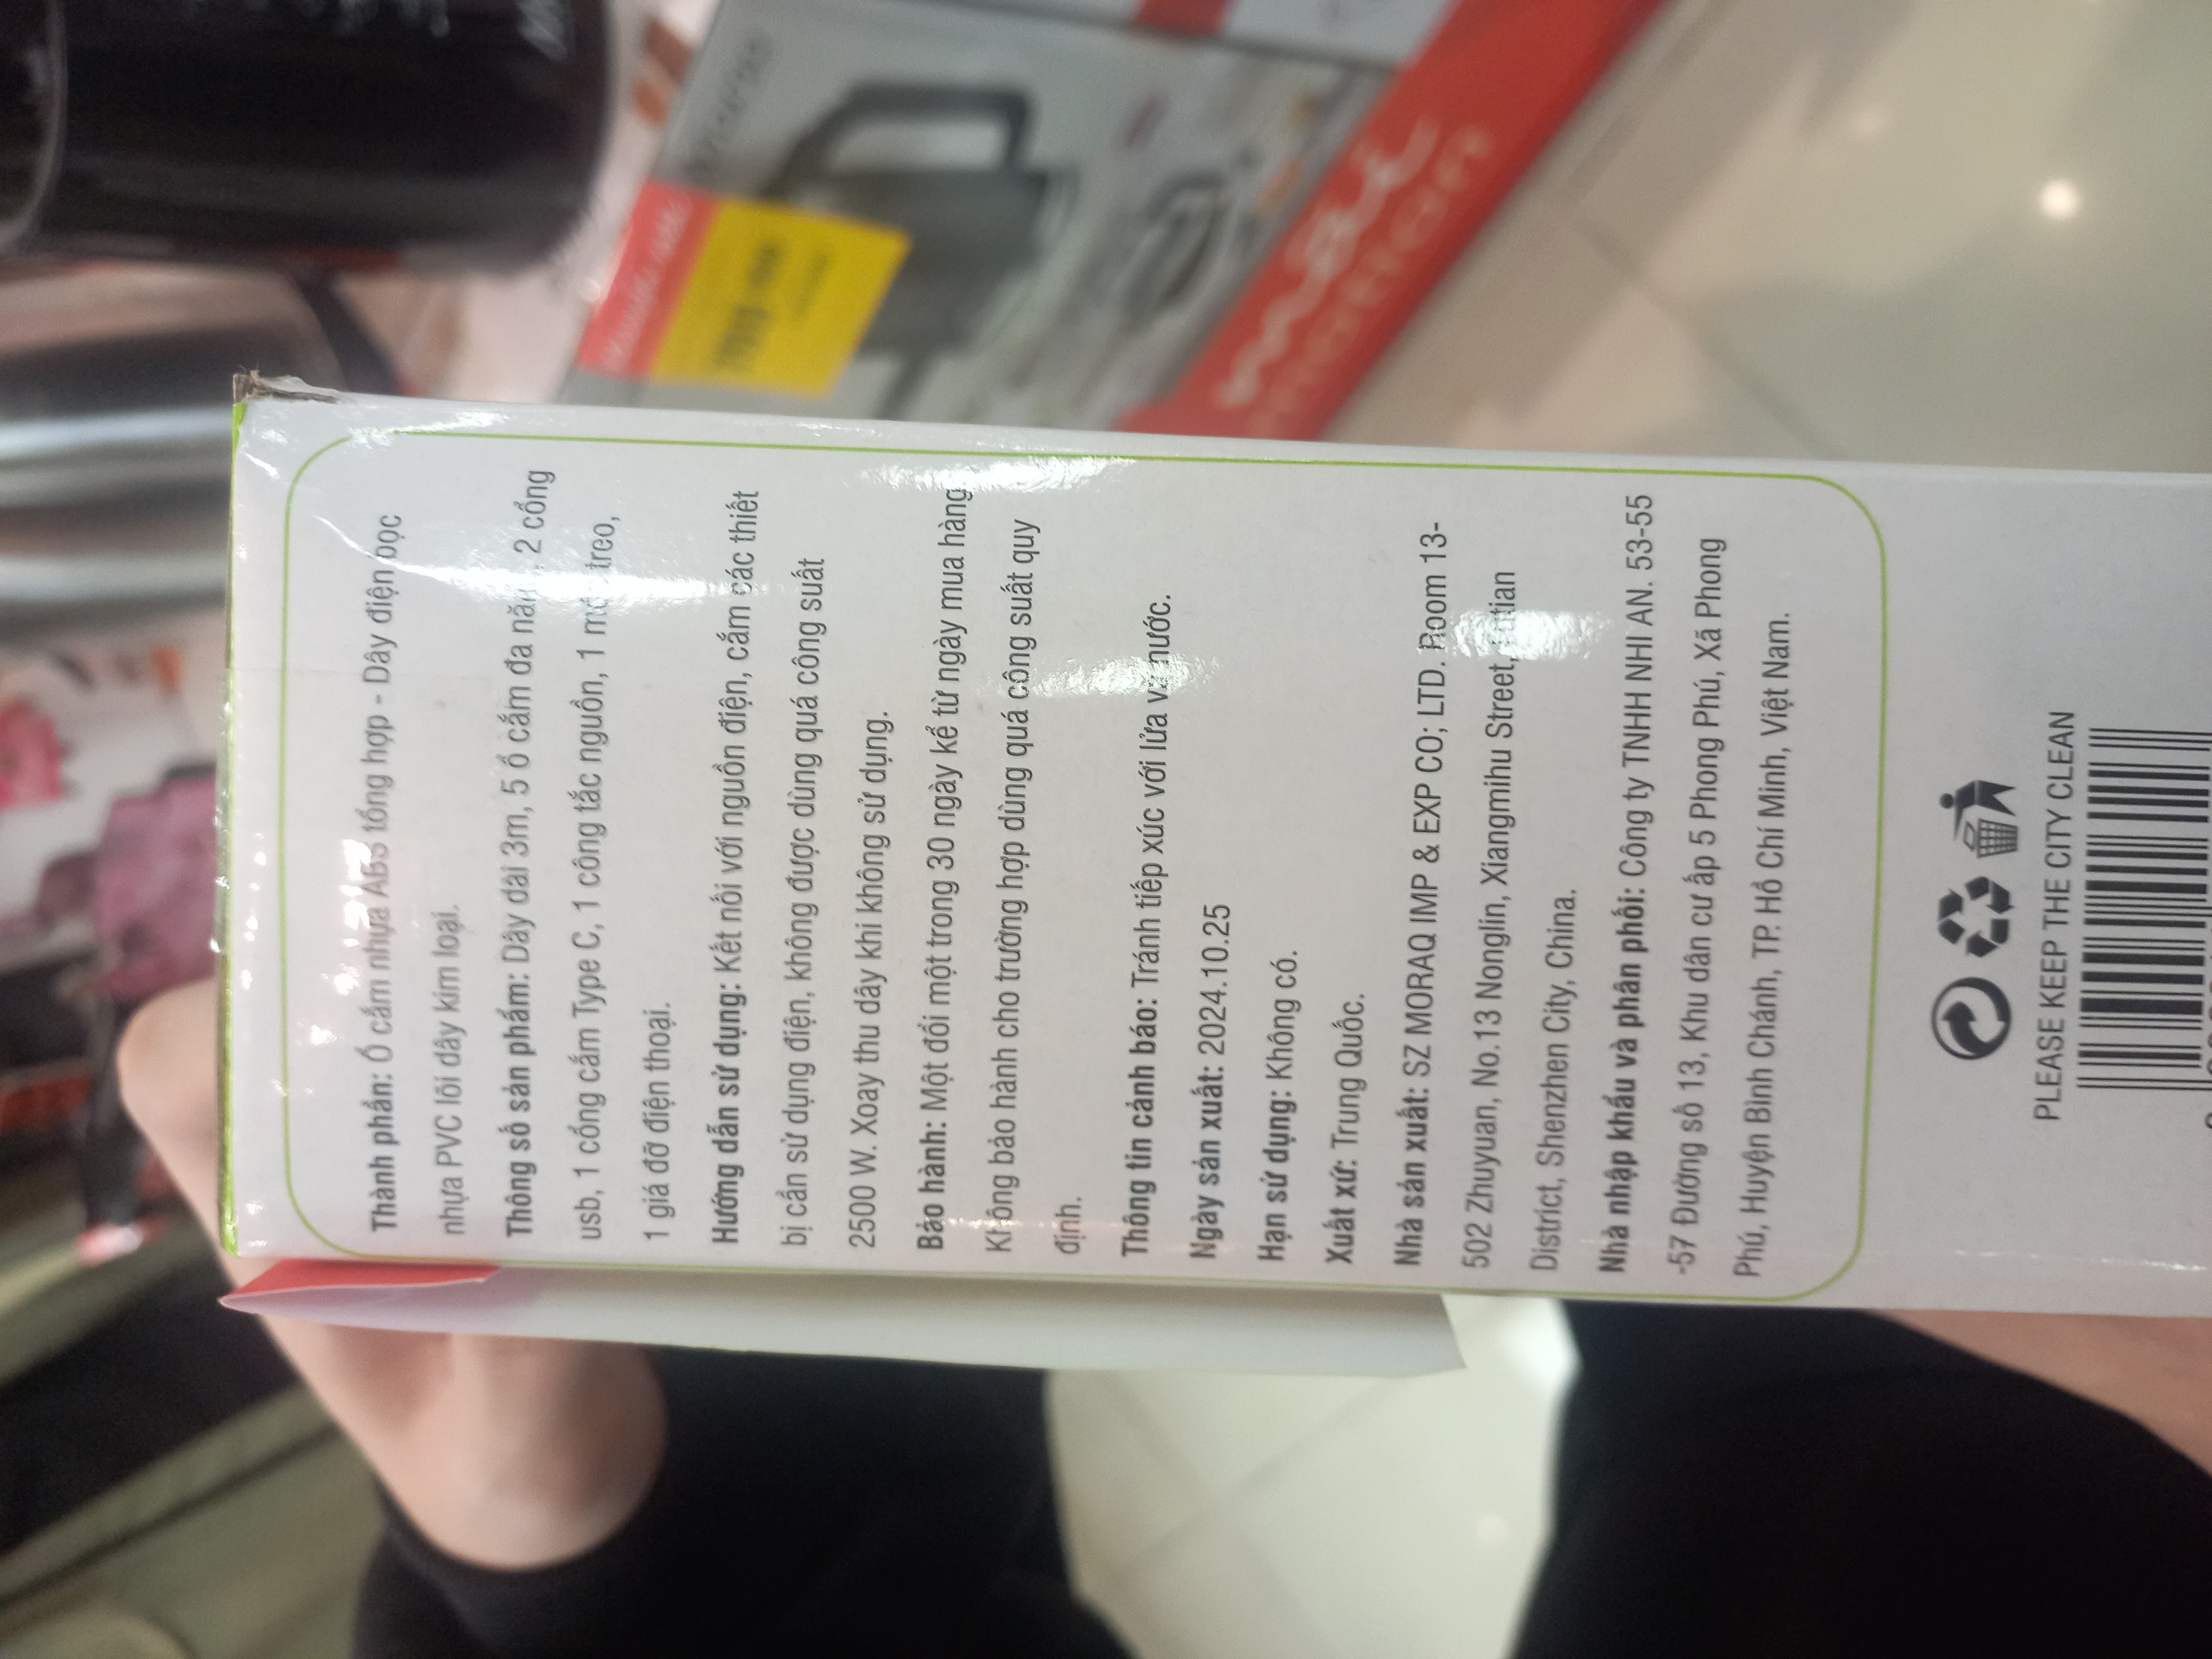 Thành phần: Ổ cắm nhựa ABS tổng hợp - Dây điện bọc
nhựa PVC lõi dây kim loại.
Thông số sản phẩm: Dây dài 3m, 5 ổ cắm đa , 2 cổng
usb, 1 cổng cắm Type C, 1 công tắc nguồn, 1 treo,
1 giá đỡ điện thoại.
Hướng dẫn sử dụng: Kết nối với nguồn điện, cắm các thiết
bị cần sử dụng điện, không được dùng quá công suất
2500 W. Xoay thu dây khi không sử dụng.
Bảo hành: Một đổi một trong 30 ngày kể từ ngày mua hàng
Không bảo hành cho trường hợp dùng quá công suất quy
định.
Thông tin cảnh báo: Tránh tiếp xúc với lửa và nước.
Ngày sản xuất: 2024.10.25
Hạn sử dụng: Không có.
Xuất xứ: Trung Quốc.
Nhà sản xuất: SZ MORAQ IMP & EXP CO; LTD. Room 13-
502 Zhuyuan, No.13 Nonglin, Xiangmihu Street,
District, Shenzhen City, China.
Nhà nhập khẩu và phân phối: Công ty TNHH NHI AN. 53-55
-57 Đường số 13, Khu dân cư ấp 5 Phong Phú, Xã Phong
Phú, Huyện Bình Chánh, TP. Hồ Chí Minh, Việt Nam.
PLEASE KEEP THE CITY CLEAN